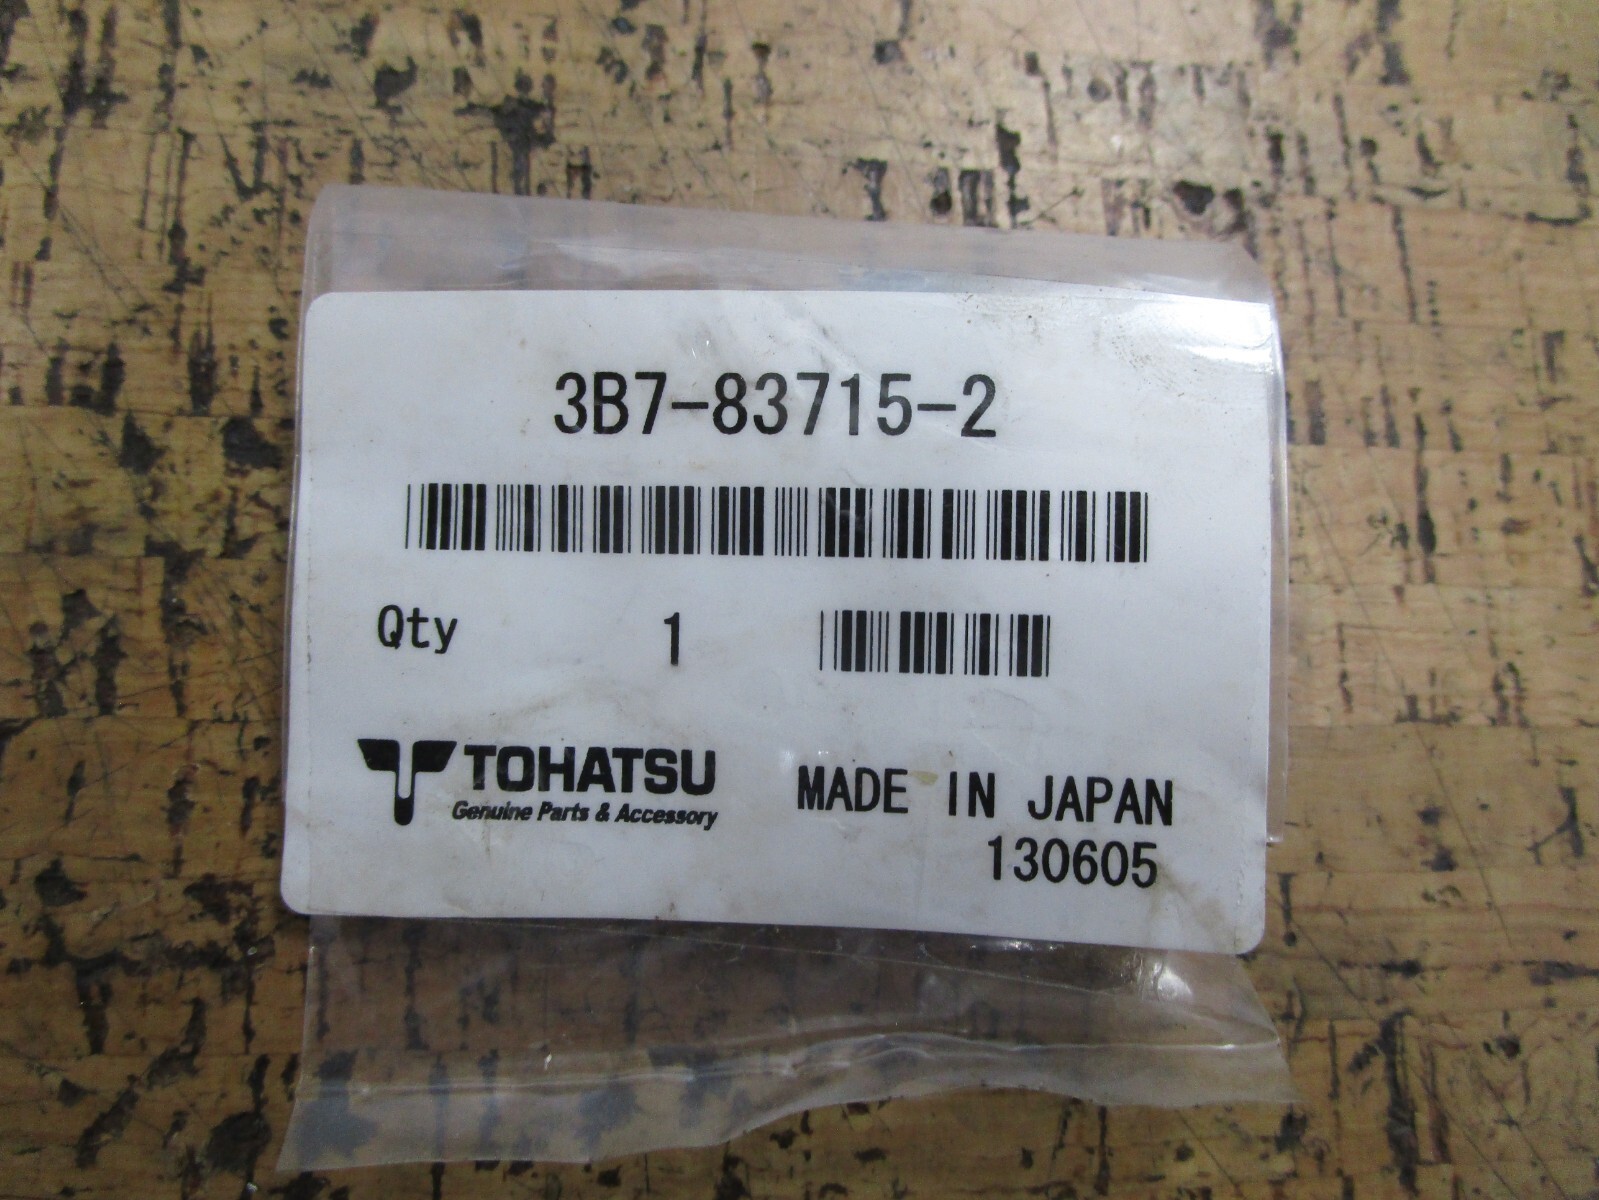 3B7-83715-2
Qty 1
TOHATSU
Genuine Parts & Accessory
MADE IN JAPAN
130605